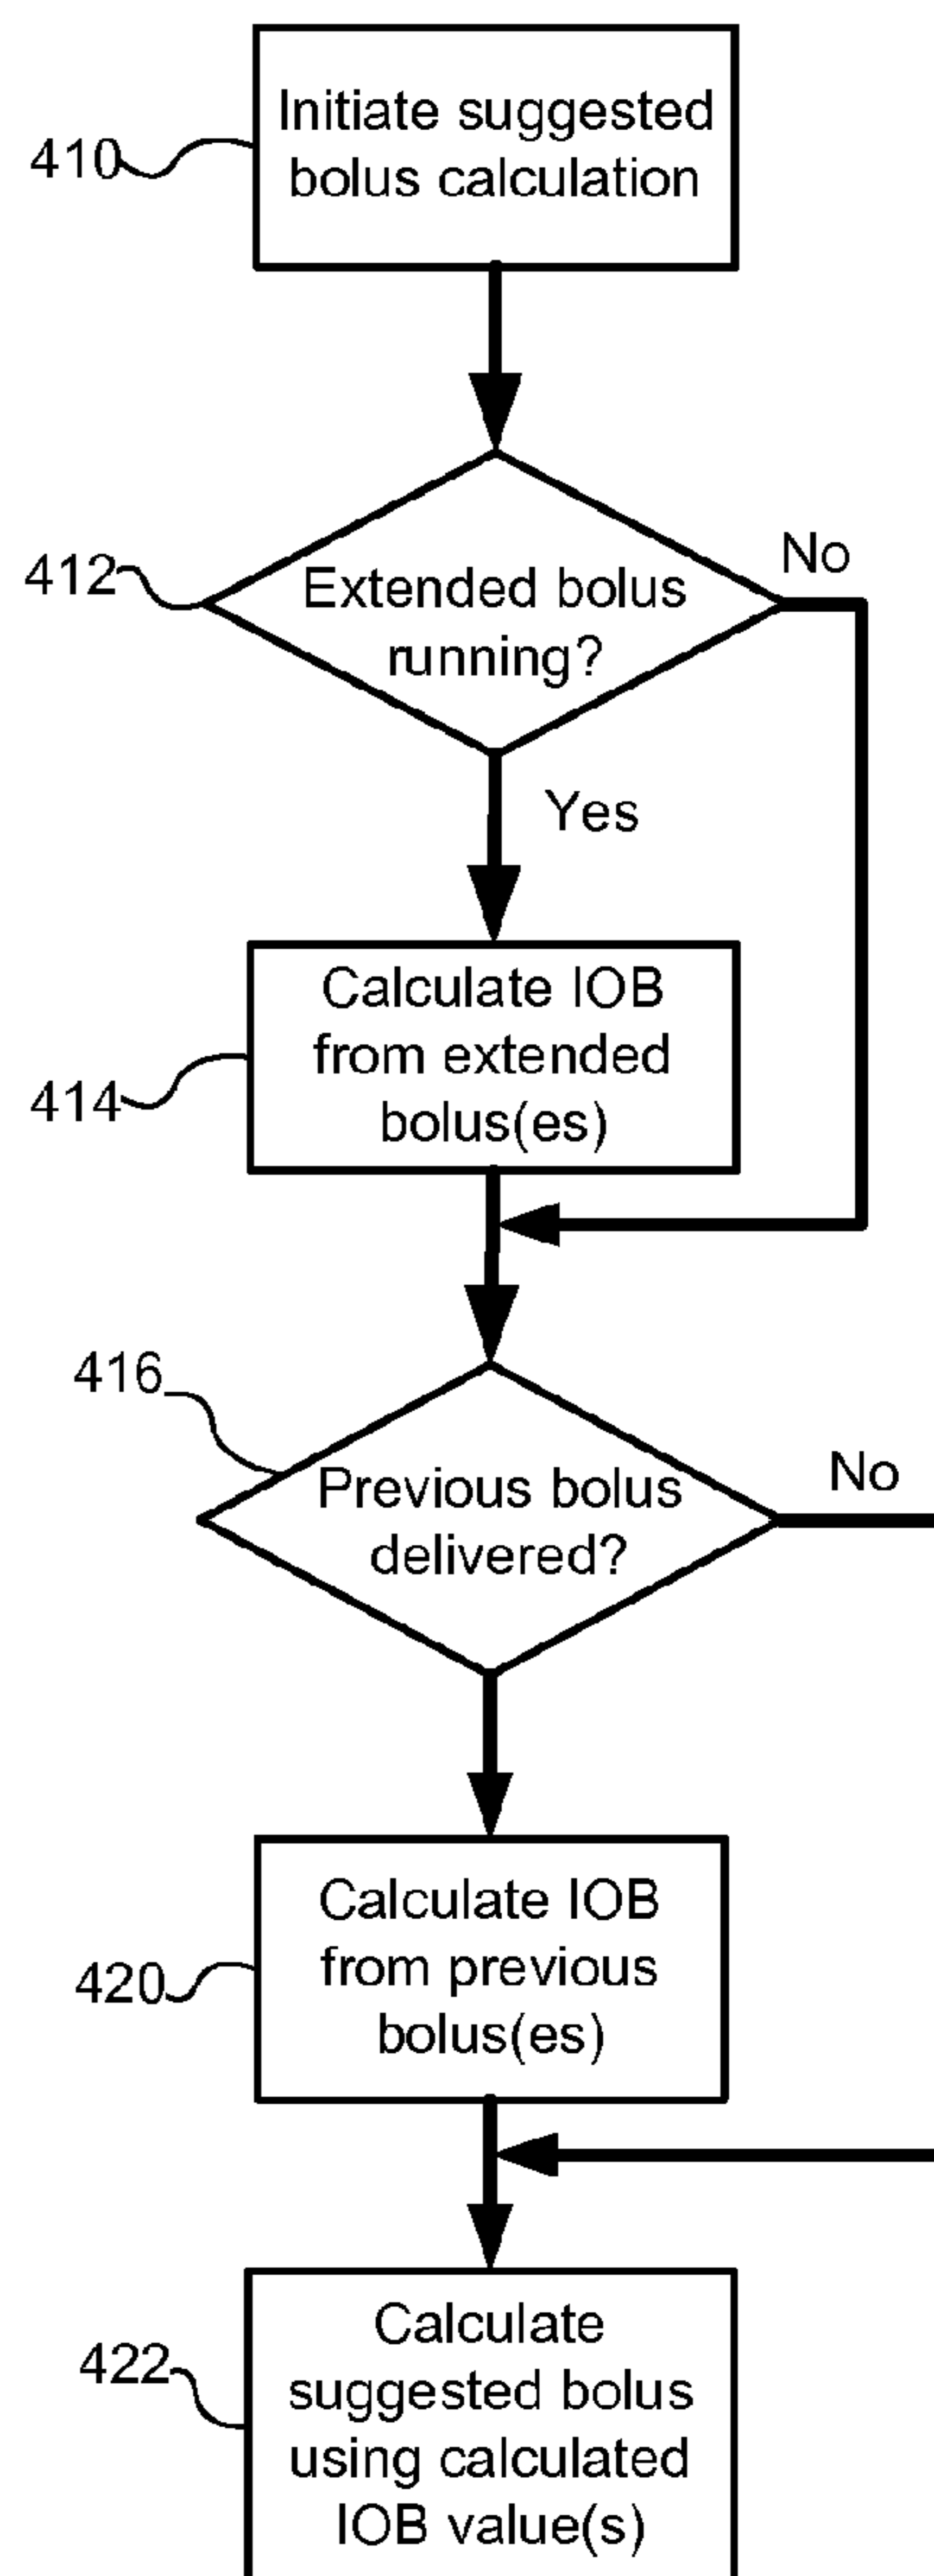 Initiate suggested
bolus calculation
410
412
Extended bolus
running?
No
Yes
Calculate IOB
from extended
bolus(es)
414
416
Previous bolus
delivered?
No
Calculate IOB
from previous
bolus(es)
420
422
Calculate
suggested bolus
using calculated
IOB value(s)